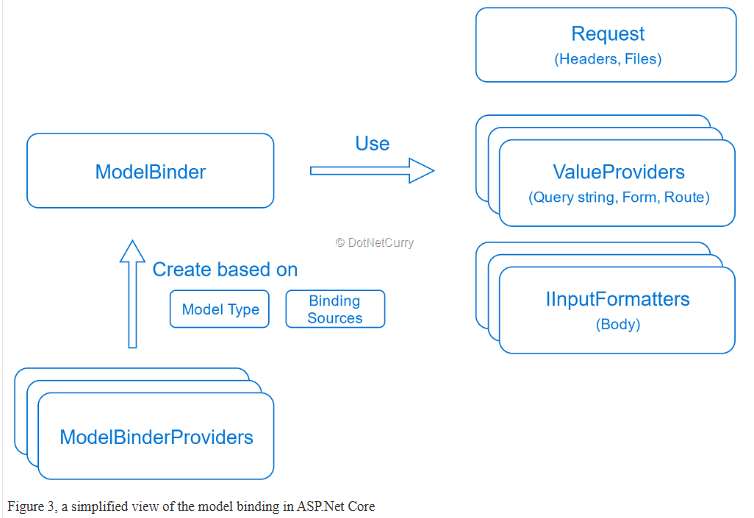 Request
(Headers, Files)
Use
ModelBinder
ValueProviders
(Query string, Form, Route)
© DotNetCurry
Create based on
Model Type
Binding
Sources
IInputFormatters
(Body)
ModelBinderProviders
Figure 3, a simplified view of the model binding in ASP.Net Core